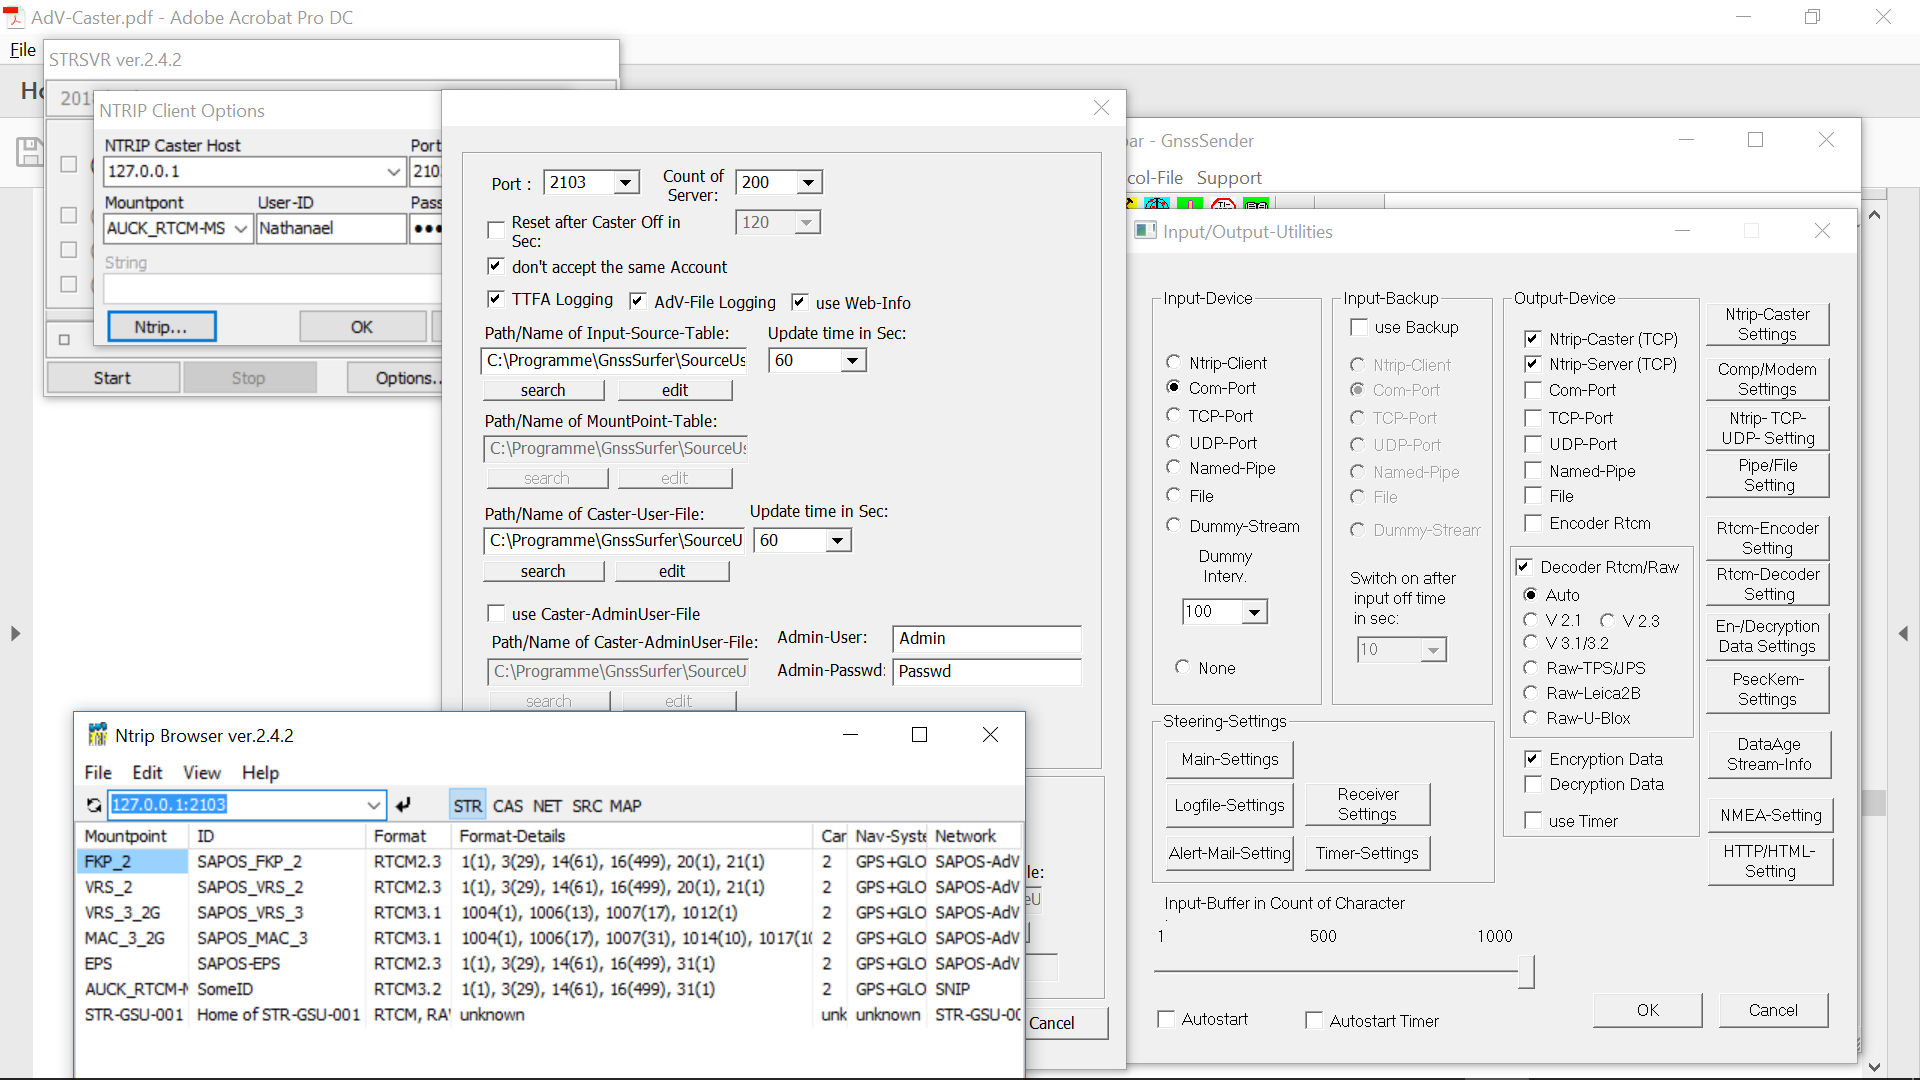 AdV-Caster.pdf - Adobe Acrobat Pro DC
File
STRSVR ver.2.4.2
NTRIP Client Options
NTRIP Caster Host
Port
127.0.0.1
Mountpont
User-ID
AUCK_RTCM-MS
Nathanael
String
Ntrip...
OK
Start
Stop
Options..
Port :
2103
Count of
Server:
200
Reset after Caster Off in
Sec:
120
don't accept the same Account
TTFA Logging
AdV-File Logging
use Web-Info
Path/Name of Input-Source-Table:
Update time in Sec:
C:\Programme\GnssSurfer\SourceUs
60
search
edit
Path/Name of MountPoint-Table:
C:\Programme\GnssSurfer\SourceUs
search
edit
Path/Name of Caster-User-File:
Update time in Sec:
C:\Programme\GnssSurfer\SourceU
60
search
edit
use Caster-AdminUser-File
Path/Name of Caster-AdminUser-File:
Admin-User:
Admin
C:\Programme\GnssSurfer\SourceU
Admin-Passwd:
Passwd
search
edit
le:
eU
Cancel
Ntrip Browser ver.2.4.2
File Edit View Help
127.0.0.1:2103
STR CAS NET SRC MAP
Mountpoint ID Format Format-Details Car Nav-Syste Network
FKP_2 SAPOS_FKP_2 RTCM2.3 1(1), 3(29), 14(61), 16(499), 20(1), 21(1) 2 GPS+GLO SAPOS-AdV
VRS_2 SAPOS_VRS_2 RTCM2.3 1(1), 3(29), 14(61), 16(499), 20(1), 21(1) 2 GPS+GLO SAPOS-AdV
VRS_3_2G SAPOS_VRS_3 RTCM3.1 1004(1), 1006(13), 1007(17), 1012(1) 2 GPS+GLO SAPOS-AdV
MAC_3_2G SAPOS_MAC_3 RTCM3.1 1004(1), 1006(17), 1007(31), 1014(10), 1017(10 2 GPS+GLO SAPOS-AdV
EPS SAPOS-EPS RTCM2.3 1(1), 3(29), 14(61), 16(499), 31(1) 2 GPS+GLO SAPOS-AdV
AUCK_RTCM-M SomeID RTCM3.2 1(1), 3(29), 14(61), 16(499), 31(1) 2 GPS+GLO SNIP
STR-GSU-001 Home of STR-GSU-001 RTCM, RA unknown unk unknown STR-GSU-00
bar - GnssSender
col-File Support
Input/Output-Utilities
Input-Device
Ntrip-Client
Com-Port
TCP-Port
UDP-Port
Named-Pipe
File
Dummy-Stream
Dummy
Interv.
100
None
Input-Backup
use Backup
Ntrip-Client
Com-Port
TCP-Port
UDP-Port
Named-Pipe
File
Dummy-Stream
Switch on after
input off time
in sec:
10
Output-Device
Ntrip-Caster (TCP)
Ntrip-Server (TCP)
Com-Port
TCP-Port
UDP-Port
Named-Pipe
File
Encoder Rtcm
Decoder Rtcm/Raw
Auto
V 2.1 V 2.3
V 3.1/3.2
Raw-TPS/JPS
Raw-Leica2B
Raw-U-Blox
Encryption Data
Decryption Data
use Timer
Ntrip-Caster
Settings
Comp/Modem
Settings
Ntrip- TCP-
UDP- Setting
Pipe/File
Setting
Rtcm-Encoder
Setting
Rtcm-Decoder
Setting
En-/Decryption
Data Settings
PsecKem-
Settings
DataAge
Stream-Info
NMEA-Setting
HTTP/HTML-
Setting
Steering-Settings
Main-Settings
Logfile-Settings
Receiver
Settings
Alert-Mail-Setting
Timer-Settings
Input-Buffer in Count of Character
1 500 1000
Autostart
Autostart Timer
OK
Cancel